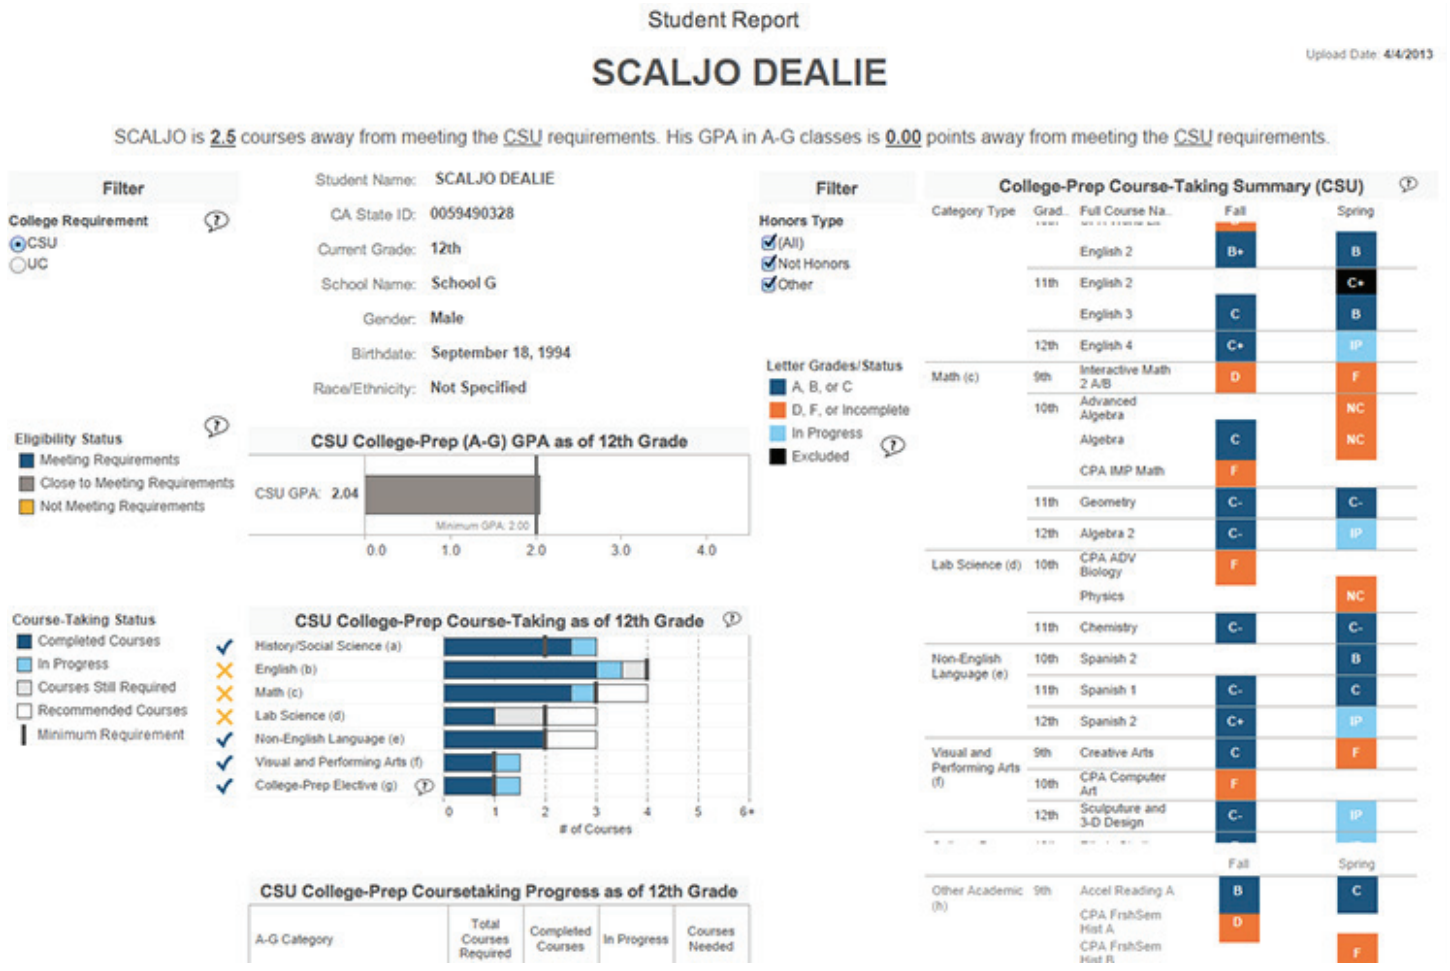 Student Report
Upload Date: 4/4/2013
SCALJO DEALIE
SCALJO is 2.5 courses away from meeting the CSU requirements. His GPA in A-G classes is 0.00 points away from meeting the CSU requirements.
Filter
College Requirement
CSU
UC
Student Name: SCALJO DEALIE
CA State ID: 0059490328
Current Grade: 12th
School Name: School G
Gender: Male
Birthdate: September 18, 1994
Race/Ethnicity: Not Specified
Eligibility Status
Meeting Requirements
Close to Meeting Requirements
Not Meeting Requirements
CSU College-Prep (A-G) GPA as of 12th Grade
CSU GPA: 2.04
Minimum GPA: 2.00
0.0 1.0 2.0 3.0 4.0
Course-Taking Status
Completed Courses
In Progress
Courses Still Required
Recommended Courses
Minimum Requirement
CSU College-Prep Course-Taking as of 12th Grade
History/Social Science (a)
English (b)
Math (c)
Lab Science (d)
Non-English Language (e)
Visual and Performing Arts (f)
College-Prep Elective (g)
0 1 2 3 4 5 6+
# of Courses
CSU College-Prep Coursetaking Progress as of 12th Grade
A-G Category
Total
Courses
Required
Completed
Courses
In Progress
Courses
Needed
Filter
Honors Type
(All)
Not Honors
Other
Letter Grades/Status
A, B, or C
D, F, or Incomplete
In Progress
Excluded
College-Prep Course-Taking Summary (CSU)
Category Type Grad.. Full Course Na.. Fall Spring
English 2 B+ B
11th English 2 C+
English 3 C B
12th English 4 C+ IP
Math (c) 9th Interactive Math
2 A/B D F
10th Advanced
Algebra NC
Algebra C NC
CPA IMP Math F
11th Geometry C- C-
12th Algebra 2 C- IP
Lab Science (d) 10th CPA ADV
Biology F
Physics NC
11th Chemistry C- C-
Non-English
Language (e) 10th Spanish 2 B
11th Spanish 1 C- C
12th Spanish 2 C+ IP
Visual and
Performing Arts
(f) 9th Creative Arts C F
10th CPA Computer
Art F
12th Sculputure and
3-D Design C- IP
Fall Spring
Other Academic
(h) 9th Accel Reading A B C
CPA FrshSem
Hist A D
CPA FrshSem
Hist B F